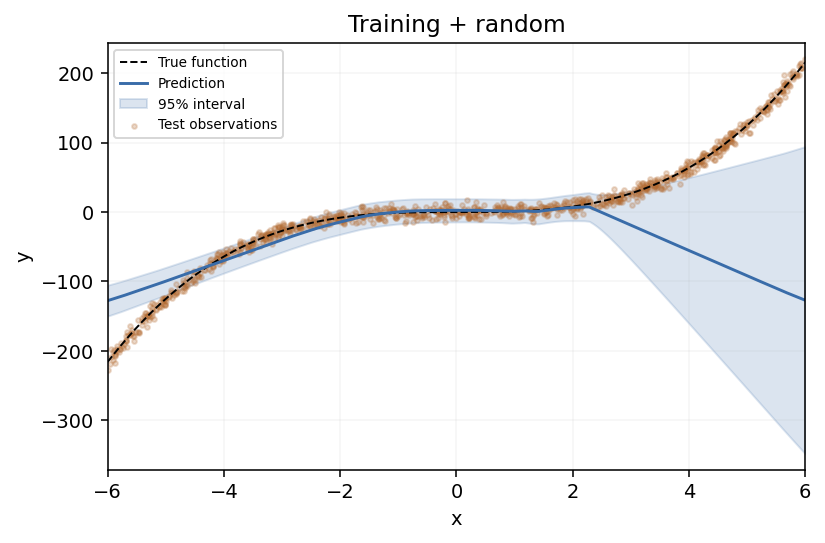 Training + random
True function
Prediction
95% interval
Test observations
200
100
0
−100
−200
−300
y
−6 −4 −2 0 2 4 6
x